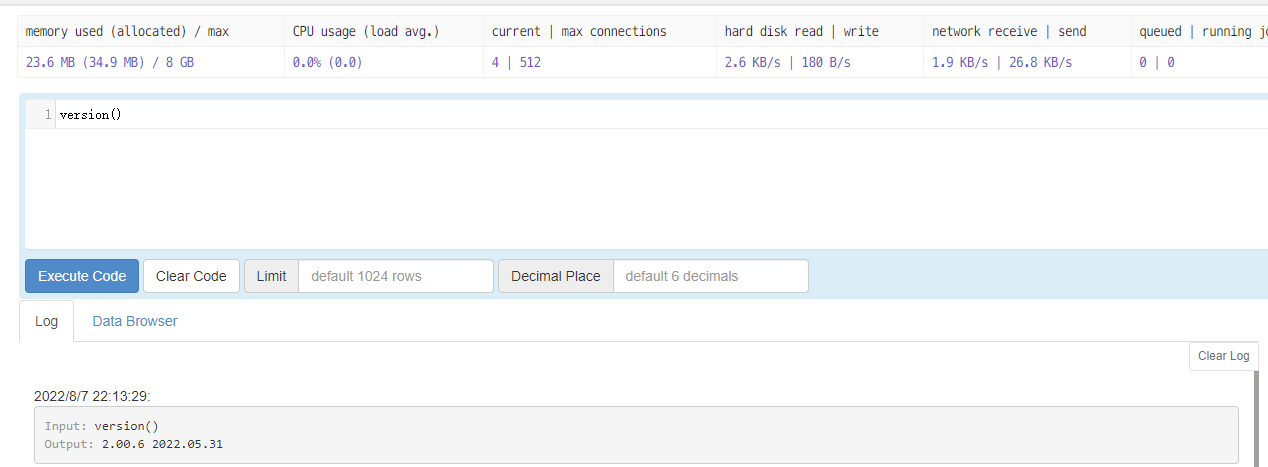 memory used (allocated) / max CPU usage (load avg.) current | max connections hard disk read | write network receive | send queued | running jo
23.6 MB (34.9 MB) / 8 GB 0.0% (0.0) 4 | 512 2.6 KB/s | 180 B/s 1.9 KB/s | 26.8 KB/s 0 | 0
1 version()
Execute Code Clear Code Limit default 1024 rows Decimal Place default 6 decimals
Log Data Browser
Clear Log
2022/8/7 22:13:29:
Input: version()
Output: 2.00.6 2022.05.31